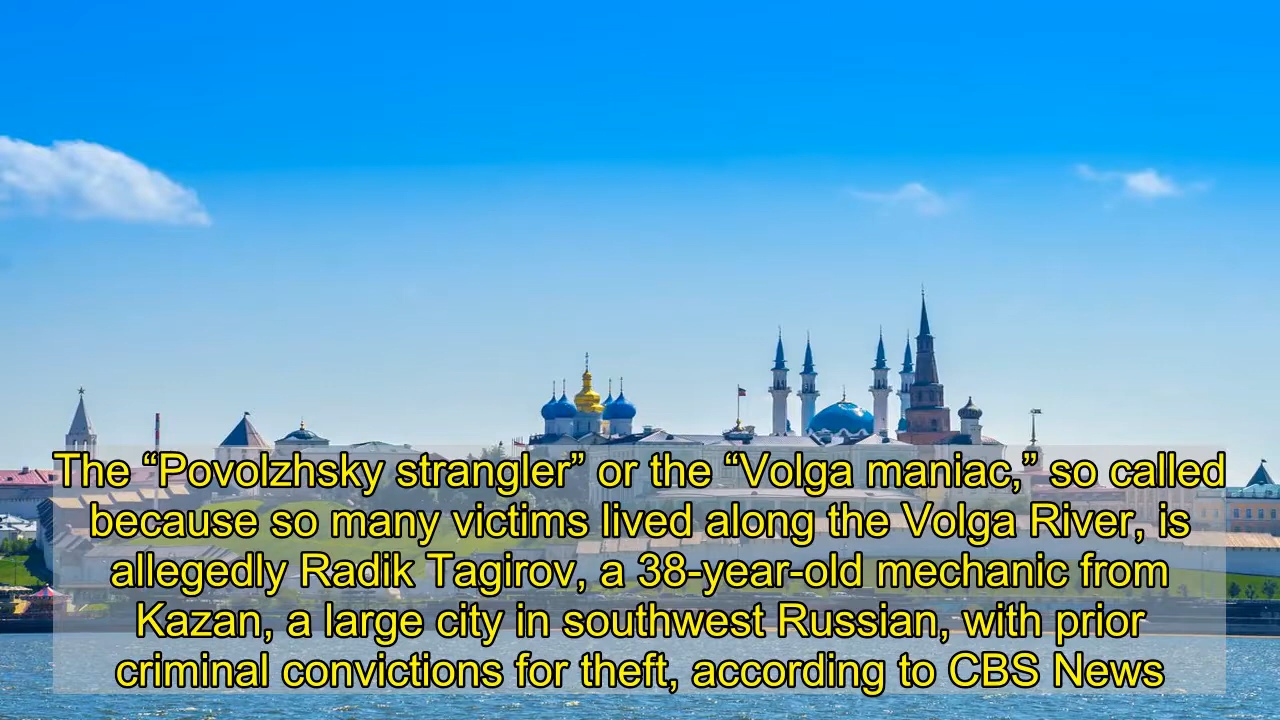 The “Povolzhsky strangler” or the “Volga maniac,” so called
because so many victims lived along the Volga River, is
allegedly Radik Tagirov, a 38-year-old mechanic from
Kazan, a large city in southwest Russian, with prior
criminal convictions for theft, according to CBS News